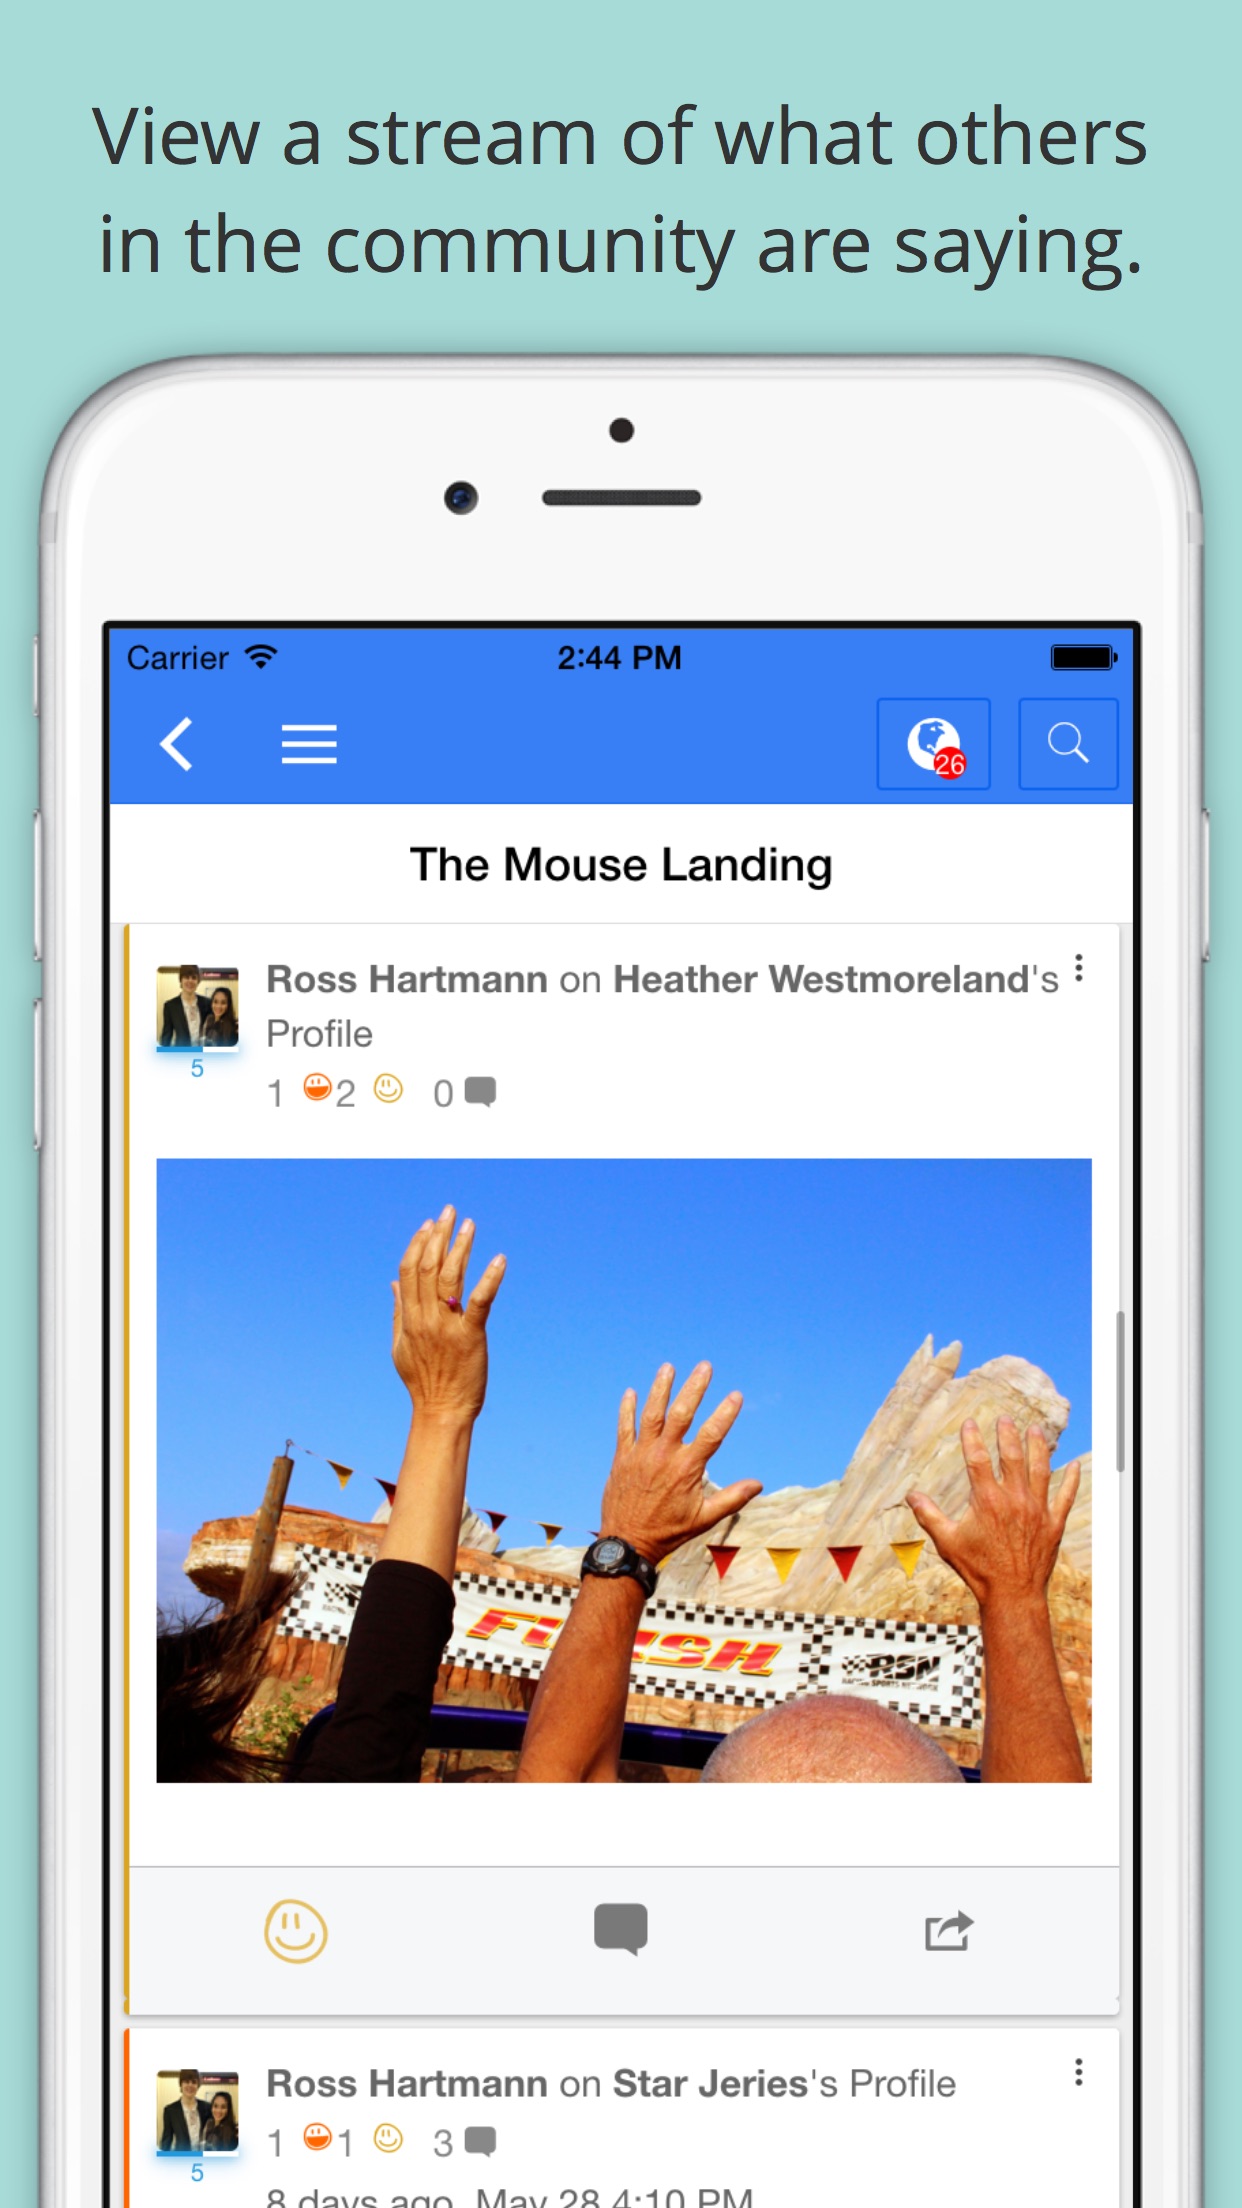 View a stream of what others
in the community are saying.
Carrier 2:44 PM
26
The Mouse Landing
Ross Hartmann on Heather Westmoreland's
Profile
5
1 2 0
FINISH
RSN
Ross Hartmann on Star Jeries's Profile
1 1 3
5
8 days ago, May 28 4:10 PM